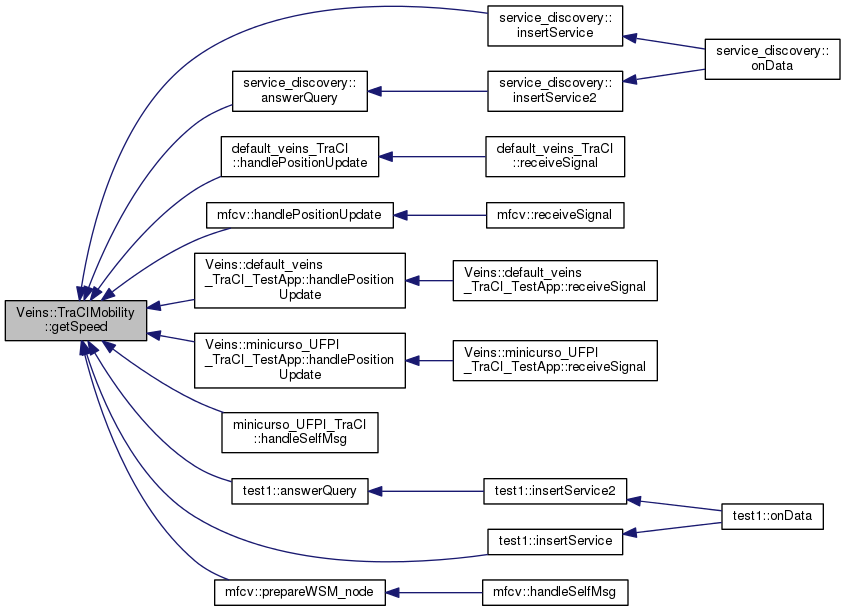 service_discovery::
insertService
service_discovery::
onData
service_discovery::
answerQuery
service_discovery::
insertService2
default_veins_TraCI
::handlePositionUpdate
default_veins_TraCI
::receiveSignal
mfcv::handlePositionUpdate
mfcv::receiveSignal
Veins::default_veins
_TraCI_TestApp::handlePosition
Update
Veins::default_veins
_TraCI_TestApp::receiveSignal
Veins::TraCIMobility
::getSpeed
Veins::minicurso_UFPI
_TraCI_TestApp::handlePosition
Update
Veins::minicurso_UFPI
_TraCI_TestApp::receiveSignal
minicurso_UFPI_TraCI
::handleSelfMsg
test1::answerQuery
test1::insertService2
test1::onData
test1::insertService
mfcv::prepareWSM_node
mfcv::handleSelfMsg